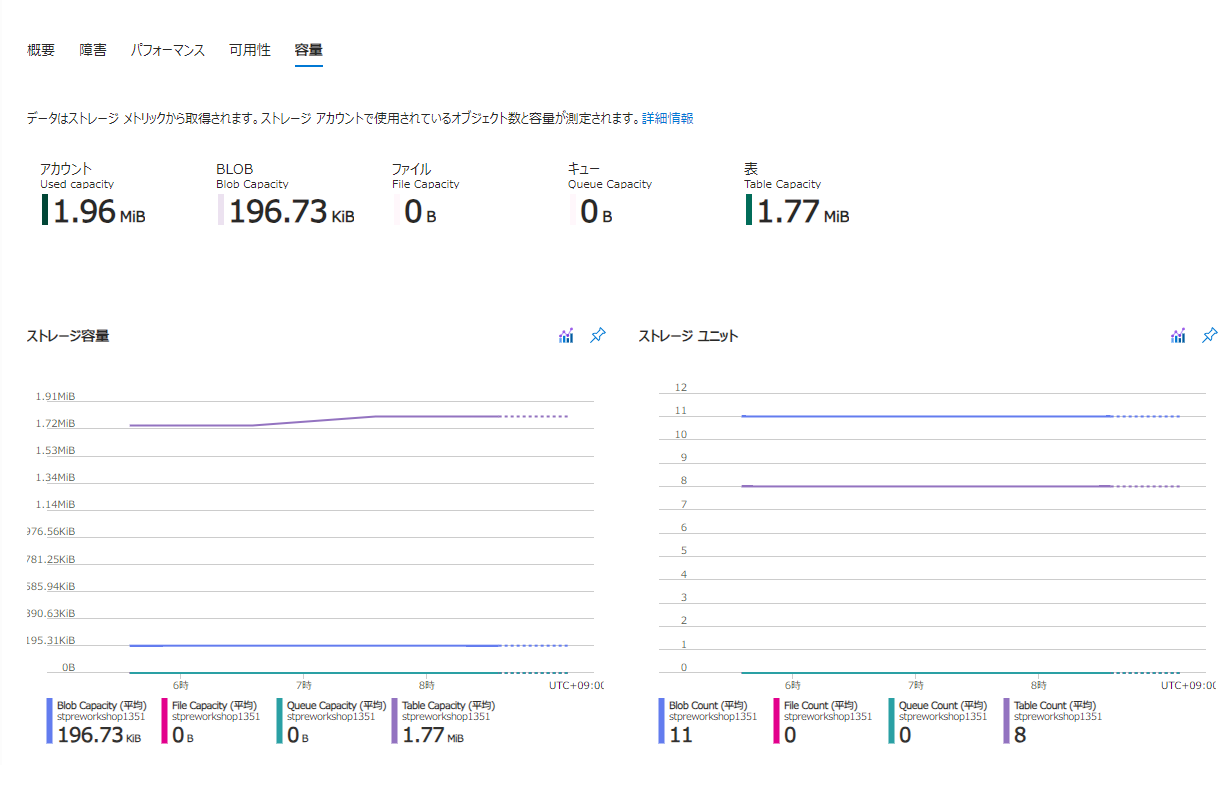 概要 障害 パフォーマンス 可用性 容量
データはストレージ メトリックから取得されます。ストレージ アカウントで使用されているオブジェクト数と容量が測定されます。詳細情報
アカウント
Used capacity
1.96 MiB
BLOB
Blob Capacity
196.73 KiB
ファイル
File Capacity
0 B
キュー
Queue Capacity
0 B
表
Table Capacity
1.77 MiB
ストレージ容量
1.91MiB
1.72MiB
1.53MiB
1.34MiB
1.14MiB
976.56KiB
781.25KiB
585.94KiB
390.63KiB
195.31KiB
0B
6時 7時 8時 UTC+09:00
Blob Capacity (平均)
stpreworkshop1351
196.73 KiB
File Capacity (平均)
stpreworkshop1351
0 B
Queue Capacity (平均)
stpreworkshop1351
0 B
Table Capacity (平均)
stpreworkshop1351
1.77 MiB
ストレージ ユニット
12
11
10
9
8
7
6
5
4
3
2
1
0
6時 7時 8時 UTC+09:00
Blob Count (平均)
stpreworkshop1351
11
File Count (平均)
stpreworkshop1351
0
Queue Count (平均)
stpreworkshop1351
0
Table Count (平均)
stpreworkshop1351
8